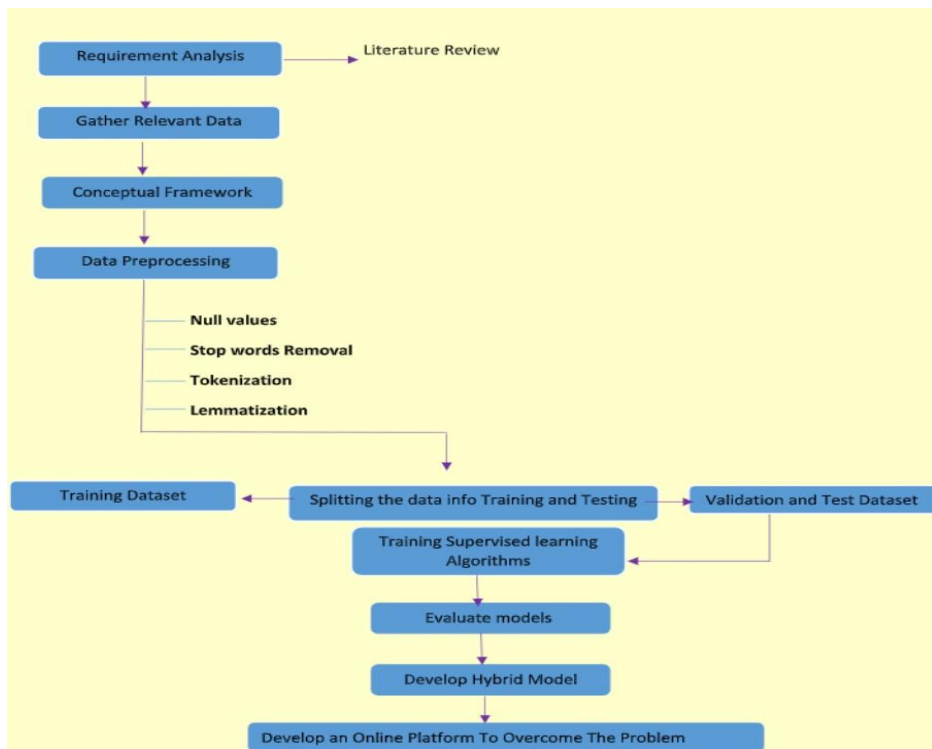 Requirement Analysis
Literature Review
Gather Relevant Data
Conceptual Framework
Data Preprocessing
Null values
Stop words Removal
Tokenization
Lemmatization
Training Dataset
Splitting the data info Training and Testing
Validation and Test Dataset
Training Supervised learning
Algorithms
Evaluate models
Develop Hybrid Model
Develop an Online Platform To Overcome The Problem